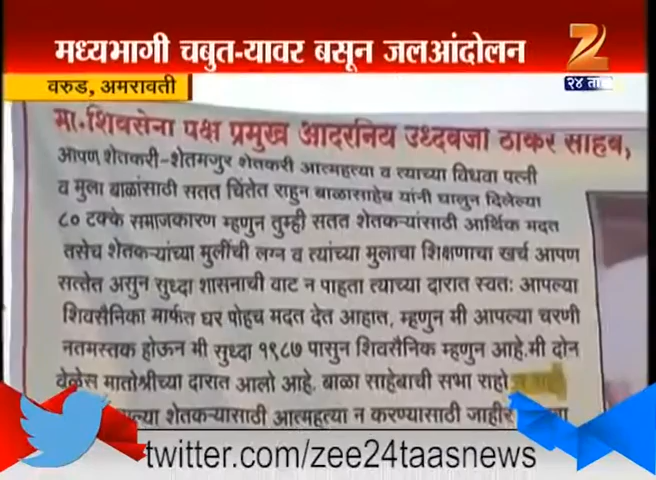 मध्यभागी चबुत-यावर बसून जलआंदोलन
वरुड, अमरावती
२४ तास
मा. शिवसेना पक्ष प्रमुख आदरनिय उध्दवजी ठाकरे साहेब,
आपण शेतकरी-शेतमजुर शेतकरी आत्महत्या व त्याच्या विधवा पत्नी
व मुला बाळांसाठी सतत चिंतेत राहुन बाळासाहेब यांनी घालुन दिलेल्या
८० टक्के समाजकारण म्हणुन तुम्ही सतत शेतकऱ्यांसाठी आर्थिक मदत
तसेच शेतकऱ्यांच्या मुलींची लग्न व त्यांच्या मुलाचा शिक्षणाचा खर्च आपण
सत्तेत असुन सुध्दा शासनाची वाट न पाहता त्याच्या दारात स्वतः आपल्या
शिवसैनिका मार्फत घर पोहच मदत देत आहात, म्हणुन मी आपल्या चरणी
नतमस्तक होऊन मी सुध्दा १९८७ पासुन शिवसैनिक म्हणुन आहे.मी दोन
वेळेस मातोश्रीच्या दारात आलो आहे. बाळा साहेबाची सभा राहो
शेतकऱ्यासाठी आत्महत्या न करण्यासाठी जाहीर
twitter.com/zee24taasnews